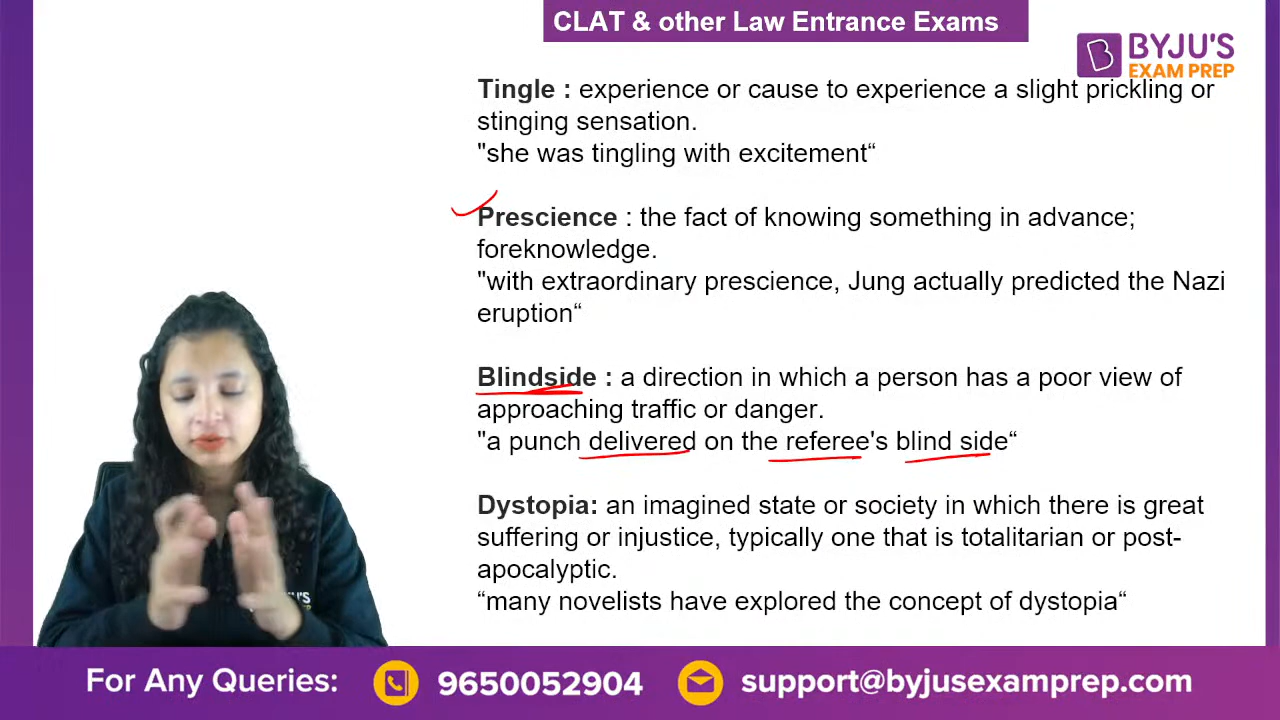 CLAT & other Law Entrance Exams
BYJU'S
EXAM PREP
Tingle : experience or cause to experience a slight prickling or
stinging sensation.
"she was tingling with excitement“
Prescience : the fact of knowing something in advance;
foreknowledge.
"with extraordinary prescience, Jung actually predicted the Nazi
eruption“
Blindside : a direction in which a person has a poor view of
approaching traffic or danger.
"a punch delivered on the referee's blind side“
Dystopia: an imagined state or society in which there is great
suffering or injustice, typically one that is totalitarian or post-
apocalyptic.
“many novelists have explored the concept of dystopia“
For Any Queries: 9650052904 support@byjusexamprep.com